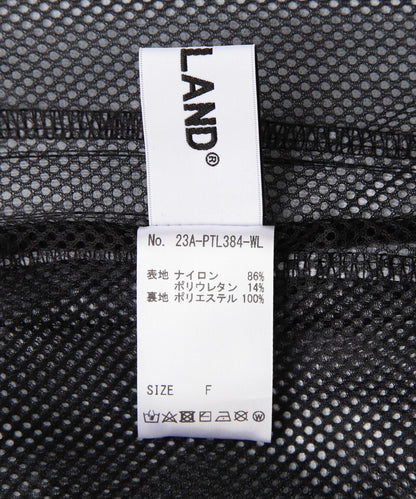 LAND®
No. 23A-PTL384-WL
表地 ナイロン 86%
ポリウレタン 14%
裏地 ポリエステル 100%
SIZE F